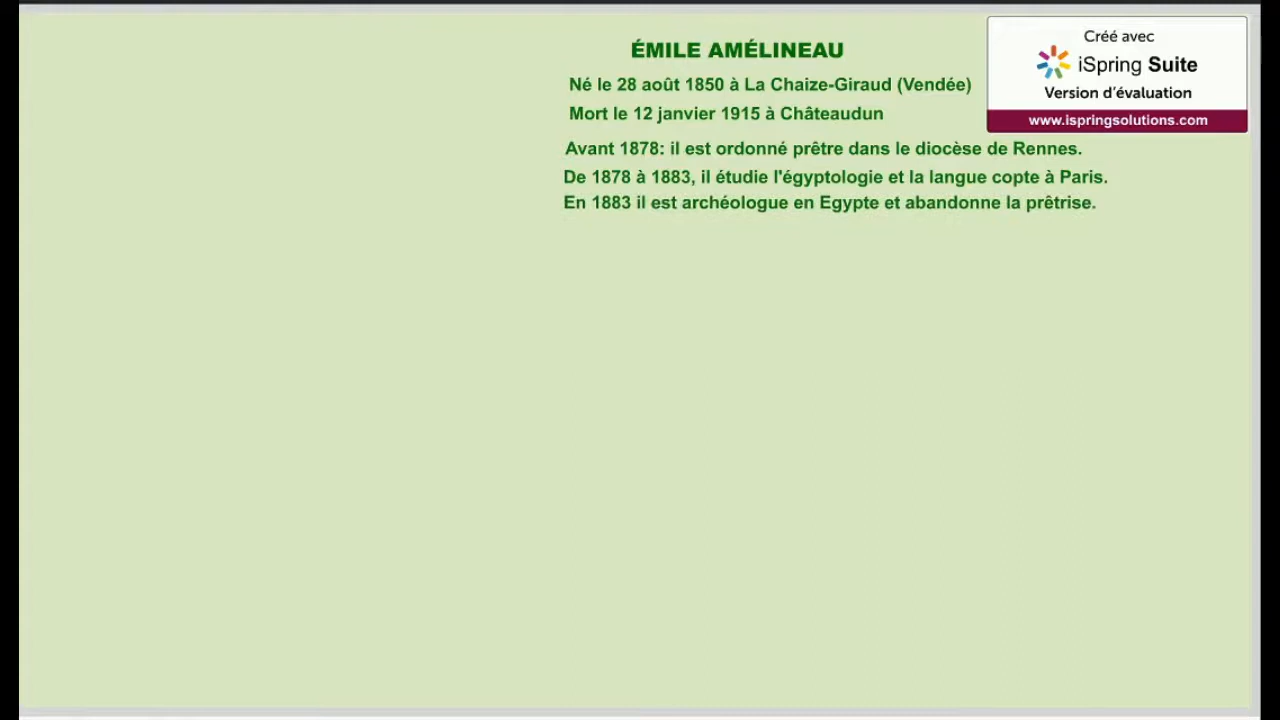 ÉMILE AMÉLINEAU
Né le 28 août 1850 à La Chaize-Giraud (Vendée)
Mort le 12 janvier 1915 à Châteaudun
Avant 1878: il est ordonné prêtre dans le diocèse de Rennes.
De 1878 à 1883, il étudie l'égyptologie et la langue copte à Paris.
En 1883 il est archéologue en Egypte et abandonne la prêtrise.
Créé avec
iSpring Suite
Version d'évaluation
www.ispringsolutions.com